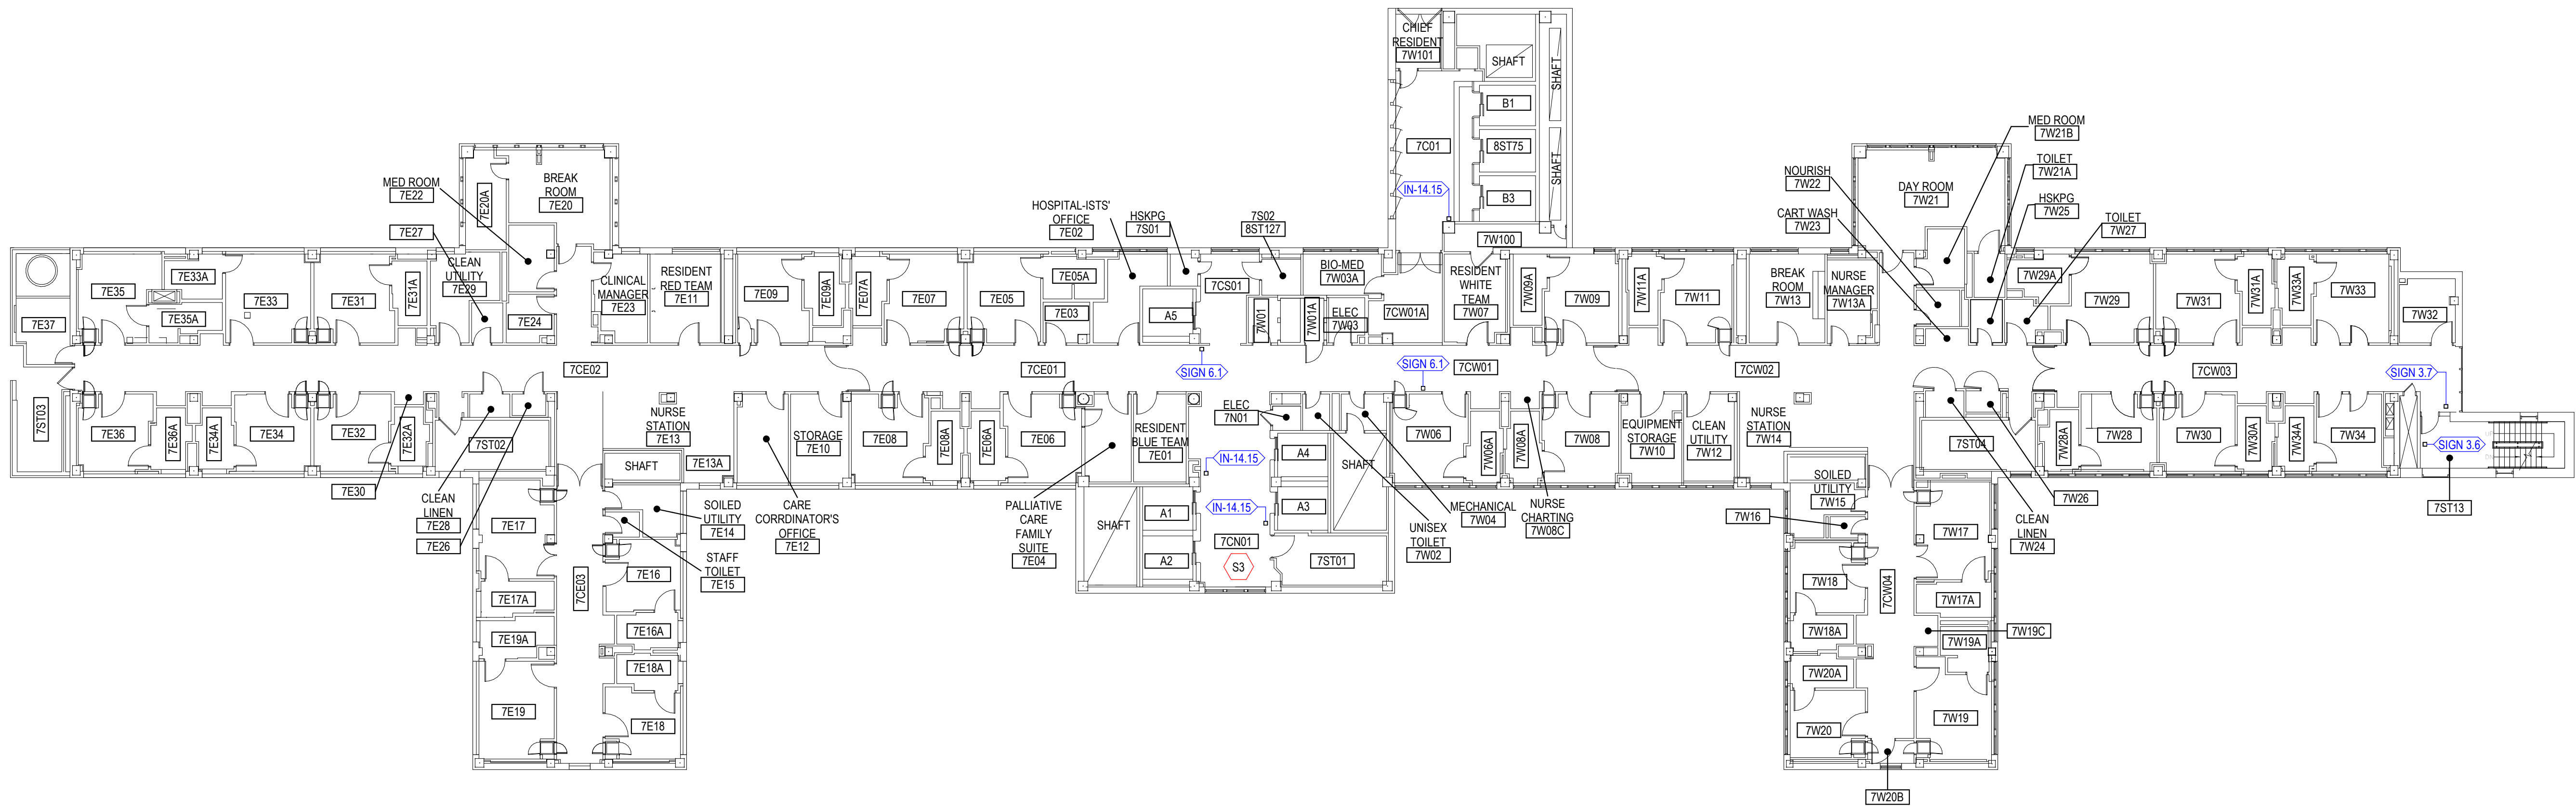 CHIEF
RESIDENT
7W101
SHAFT
SHAFT
B1
7C01
8ST75
SHAFT
IN-14.15
B3
7W100
MED ROOM
7E22
7E20A
BREAK
ROOM
7E20
7E27
CLEAN
UTILITY
7E29
HOSPITAL-ISTS'
OFFICE
7E02
HSKPG
7S01
7S02
8ST127
NOURISH
7W22
CART WASH
7W23
DAY ROOM
7W21
MED ROOM
7W21B
TOILET
7W21A
HSKPG
7W25
TOILET
7W27
7E37
7E35
7E33A
7E35A
7E33
7E31
7E31A
7E24
CLINICAL
MANAGER
7E23
RESIDENT
RED TEAM
7E11
7E09
7E09A
7E07A
7E07
7E05
7E05A
7E03
A5
7CS01
7W01
BIO-MED
7W03A
7W01A
ELEC
7W03
7CW01A
RESIDENT
WHITE
TEAM
7W07
7W09A
7W09
7W11A
7W11
BREAK
ROOM
7W13
NURSE
MANAGER
7W13A
7W29A
7W29
7W31
7W31A
7W33A
7W33
7W32
7CE02
7CE01
SIGN 6.1
SIGN 6.1
7CW01
7CW02
7CW03
SIGN 3.7
7ST03
7E36
7E36A
7E34A
7E34
7E32
7E32A
7ST02
NURSE
STATION
7E13
SHAFT
7E13A
STORAGE
7E10
7E08
7E08A
7E06A
7E06
RESIDENT
BLUE TEAM
7E01
ELEC
7N01
IN-14.15
A4
SHAFT
7W06
7W06A
7W08A
7W08
EQUIPMENT
STORAGE
7W10
CLEAN
UTILITY
7W12
NURSE
STATION
7W14
7ST04
7W28A
7W28
7W30
7W30A
7W34A
7W34
SIGN 3.6
7ST13
7E30
CLEAN
LINEN
7E28
7E26
7E17
SOILED
UTILITY
7E14
STAFF
TOILET
7E15
CARE
CORRDINATOR'S
OFFICE
7E12
PALLIATIVE
CARE
FAMILY
SUITE
7E04
SHAFT
A1
A2
IN-14.15
A3
7CN01
S3
7ST01
UNISEX
TOILET
7W02
MECHANICAL
7W04
NURSE
CHARTING
7W08C
SOILED
UTILITY
7W15
7W16
7W17
CLEAN
LINEN
7W24
7W26
7E17A
7CE03
7E16
7E19A
7E16A
7E18A
7E19
7E18
7W18
7CW04
7W17A
7W18A
7W19A
7W19C
7W20A
7W20
7W19
7W20B